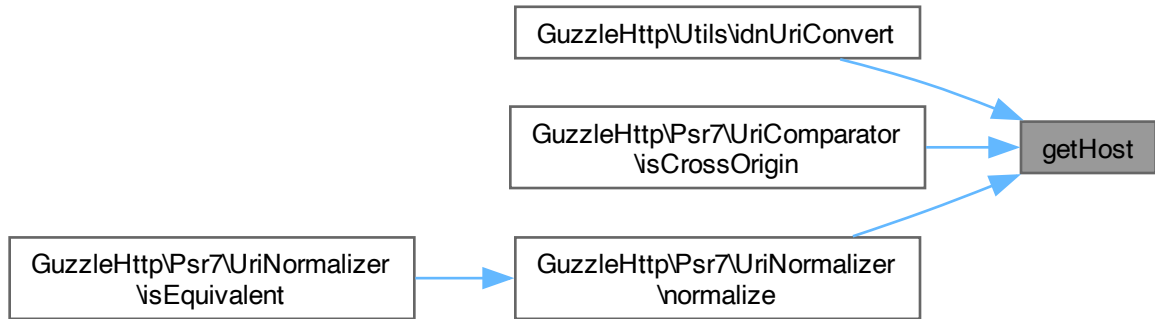 GuzzleHttp\Utils\idnUriConvert
GuzzleHttp\Psr7\UriComparator
\isCrossOrigin
getHost
GuzzleHttp\Psr7\UriNormalizer
\isEquivalent
GuzzleHttp\Psr7\UriNormalizer
\normalize